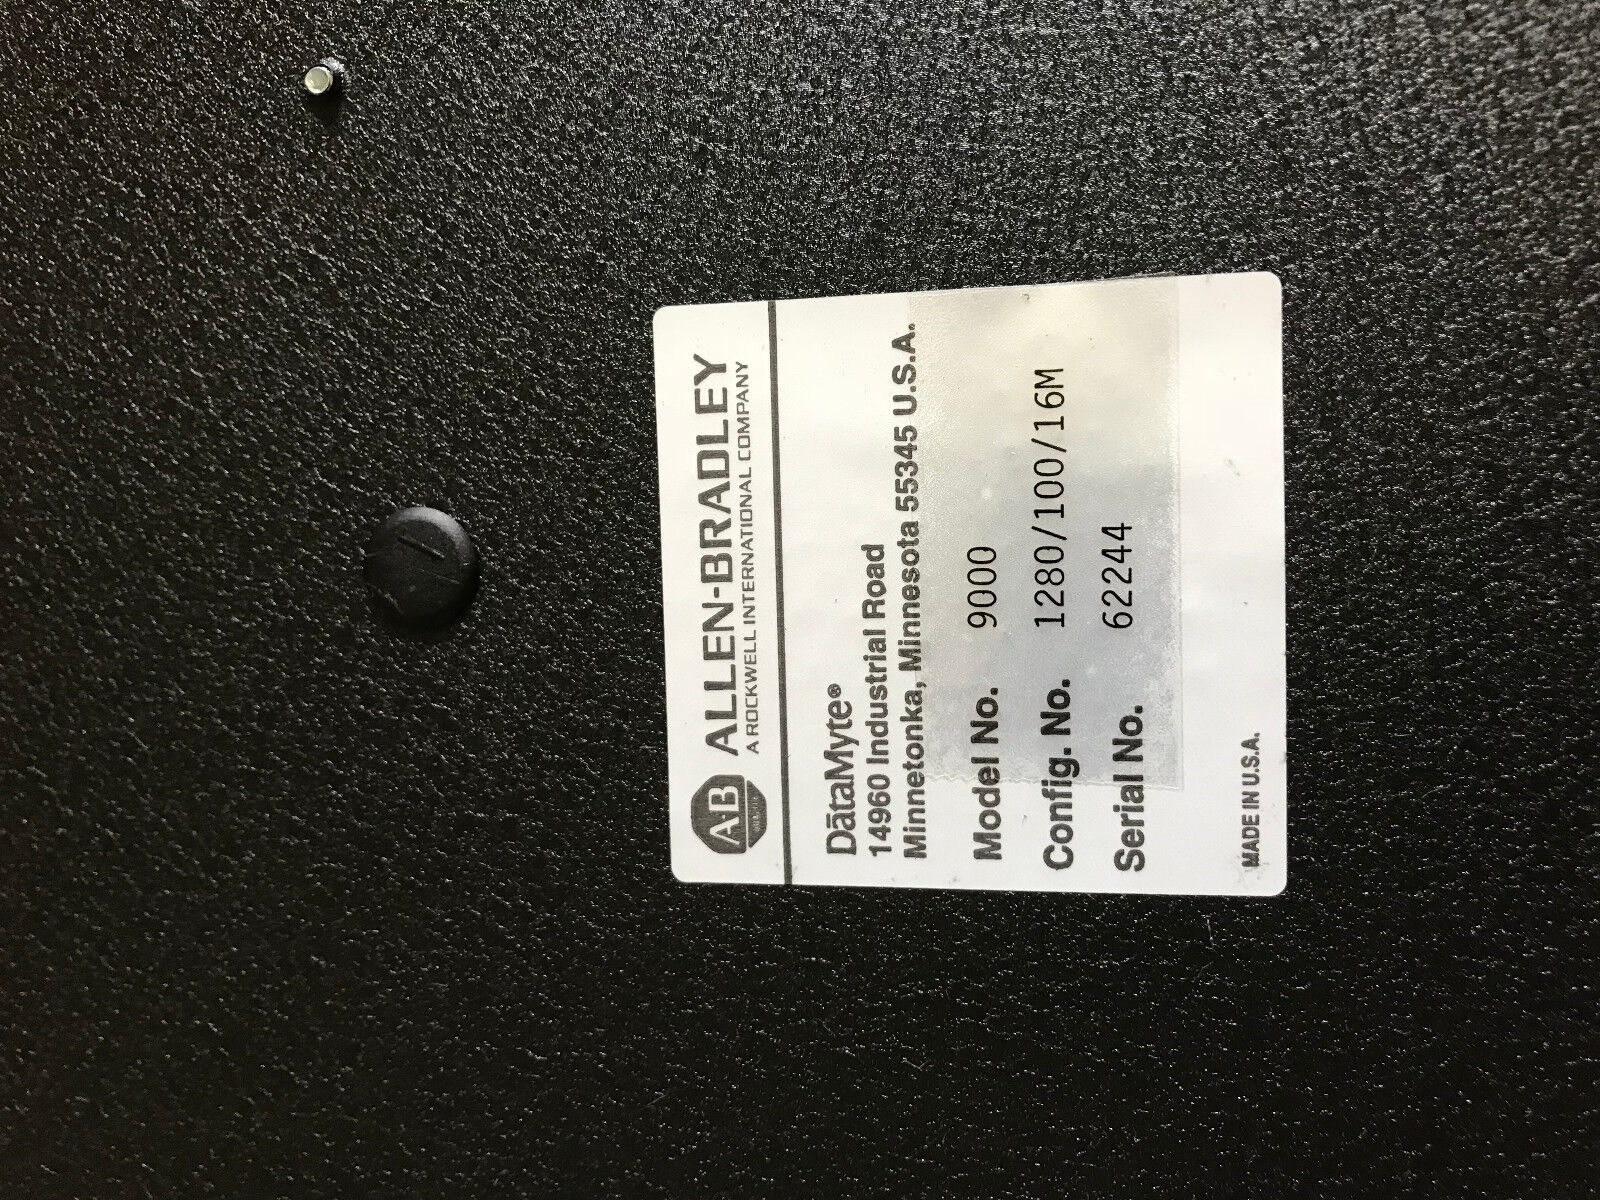 AB ALLEN-BRADLEY
A ROCKWELL INTERNATIONAL COMPANY
DātaMyte®
14960 Industrial Road
Minnetonka, Minnesota 55345 U.S.A.
Model No. 9000
Config. No. 1280/100/16M
Serial No. 62244
MADE IN U.S.A.